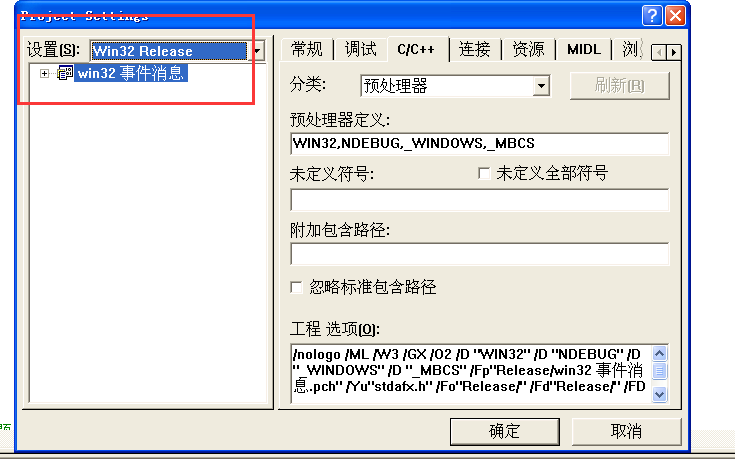 Project Settings
设置(S):
Win32 Release
win32 事件消息
常规 调试 C/C++ 连接 资源 MIDL
分类:
预处理器
刷新(R)
预处理器定义:
WIN32,NDEBUG,_WINDOWS,_MBCS
未定义符号:
未定义全部符号
附加包含路径:
忽略标准包含路径
工程 选项(O):
/nologo /ML /W3 /GX /O2 /D "WIN32" /D "NDEBUG" /D
"_WINDOWS" /D "_MBCS" /Fp"Release/win32 事件消
息.pch" /Yu"stdafx.h" /Fo"Release/" /Fd"Release/" /FD
确定
取消